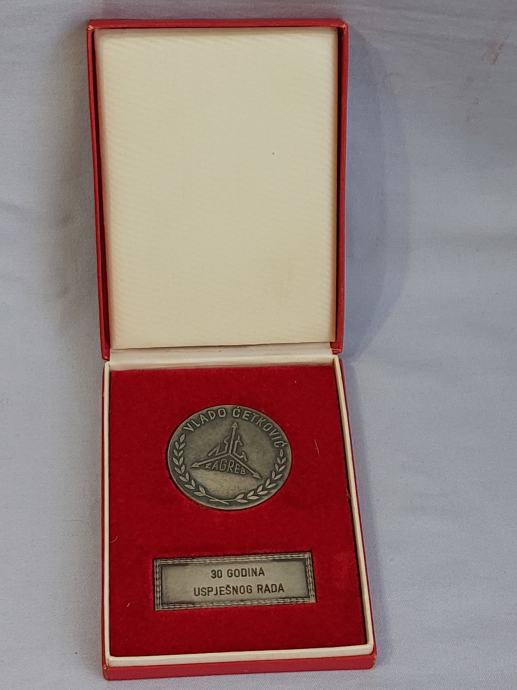 VLADO ĆETKOVIĆ
ZAGREB
30 GODINA
USPJEŠNOG RADA